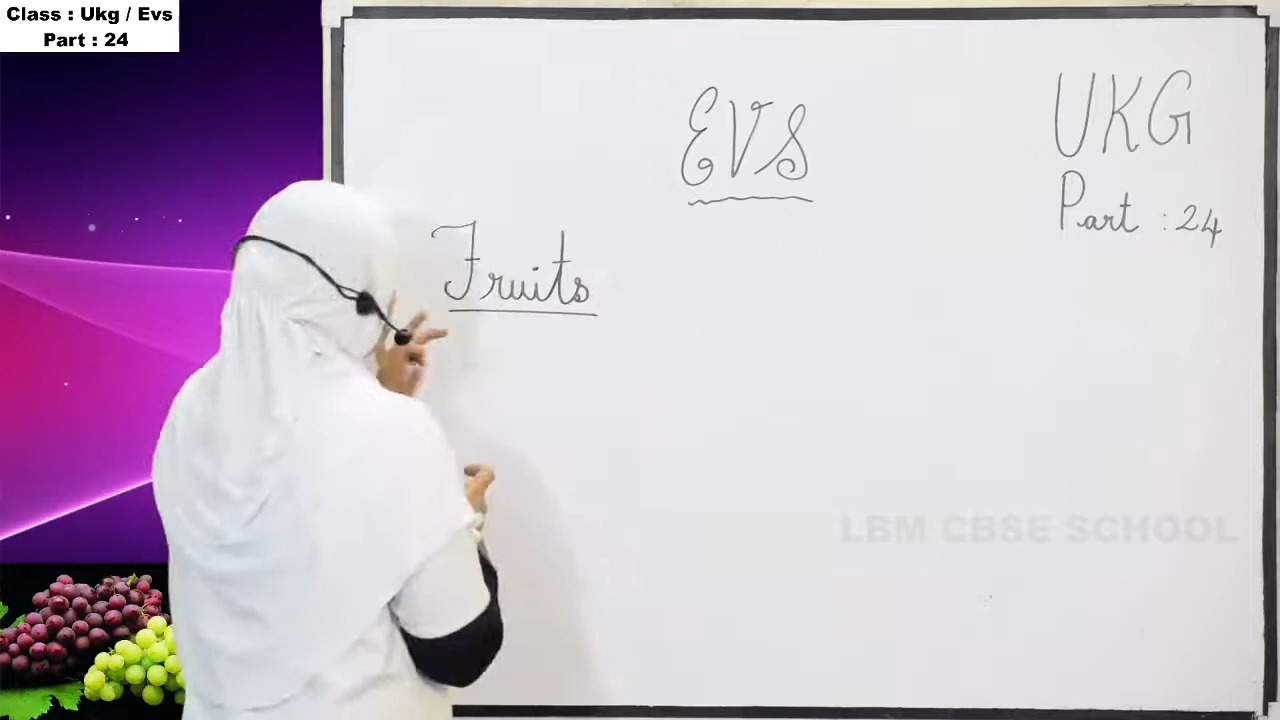 Class : Ukg / Evs
Part : 24
EVS
UKG
Part : 24
Fruits
LBM CBSE SCHOOL